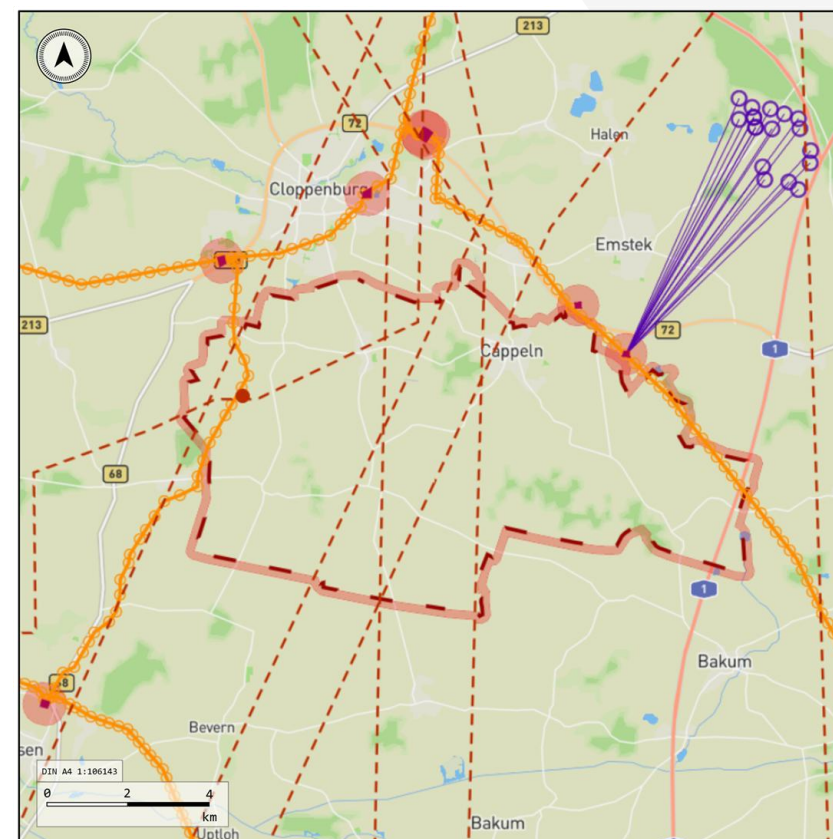 213
72
Halen
Cloppenburg
Emstek
213
72
Cappeln
1
68
1
Bakum
68
Bevern
sen
DIN A4 1:106143
0 2 4
km
Uptloh
Bakum